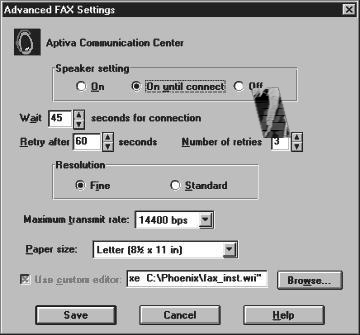 Advanced FAX Settings
Aptiva Communication Center
Speaker setting
On On until connect Off
Wait 45 seconds for connection
Retry after 60 seconds Number of retries 3
Resolution
Fine Standard
Maximum transmit rate: 14400 bps
Paper size: Letter (8½ x 11 in)
Use custom editor: xe C:\Phoenix\fax_inst.wri" Browse...
Save Cancel Help